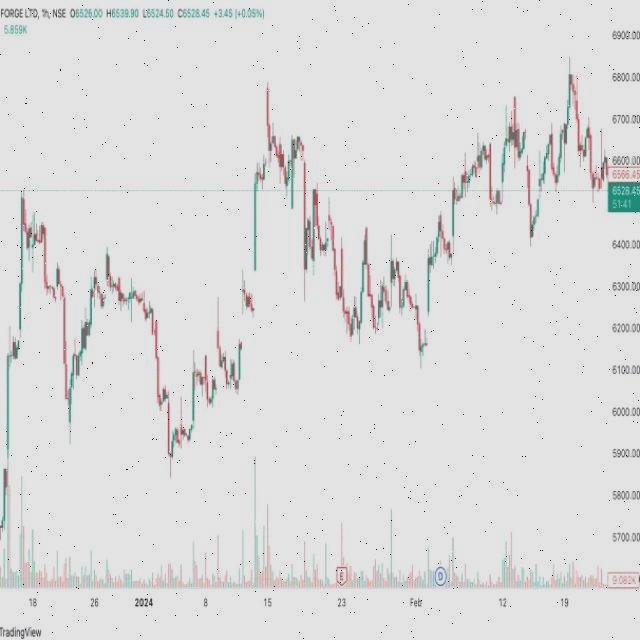 FORGE LTD, 1h, NSE O6526.00 H6539.90 L6524.50 C6528.45 +3.45 (+0.05%)
5.859K
6900.00
6800.00
6700.00
6600.00
6566.45
6528.45
51:41
6400.00
6300.00
6200.00
6100.00
6000.00
5900.00
5800.00
5700.00
9.082K
E
D
18 26 2024 8 15 23 Feb 12 19
TradingView